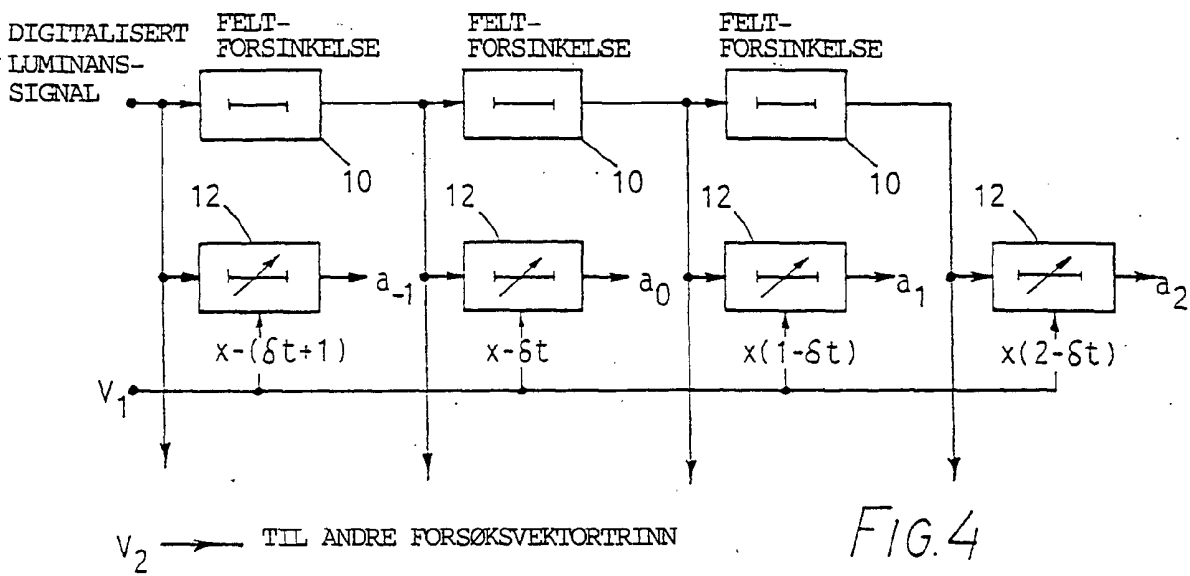 DIGITALISERT
LUMINANS-
SIGNAL
FELT-
FORSINKELSE
FELT-
FORSINKELSE
FELT-
FORSINKELSE
10
10
10
12
12
12
12
a₋₁
a₀
a₁
a₂
x-(δt+1)
x-δt
x(1-δt)
x(2-δt)
V₁
V₂ TIL ANDRE FORSØKSVEKTORTRINN
FIG.4